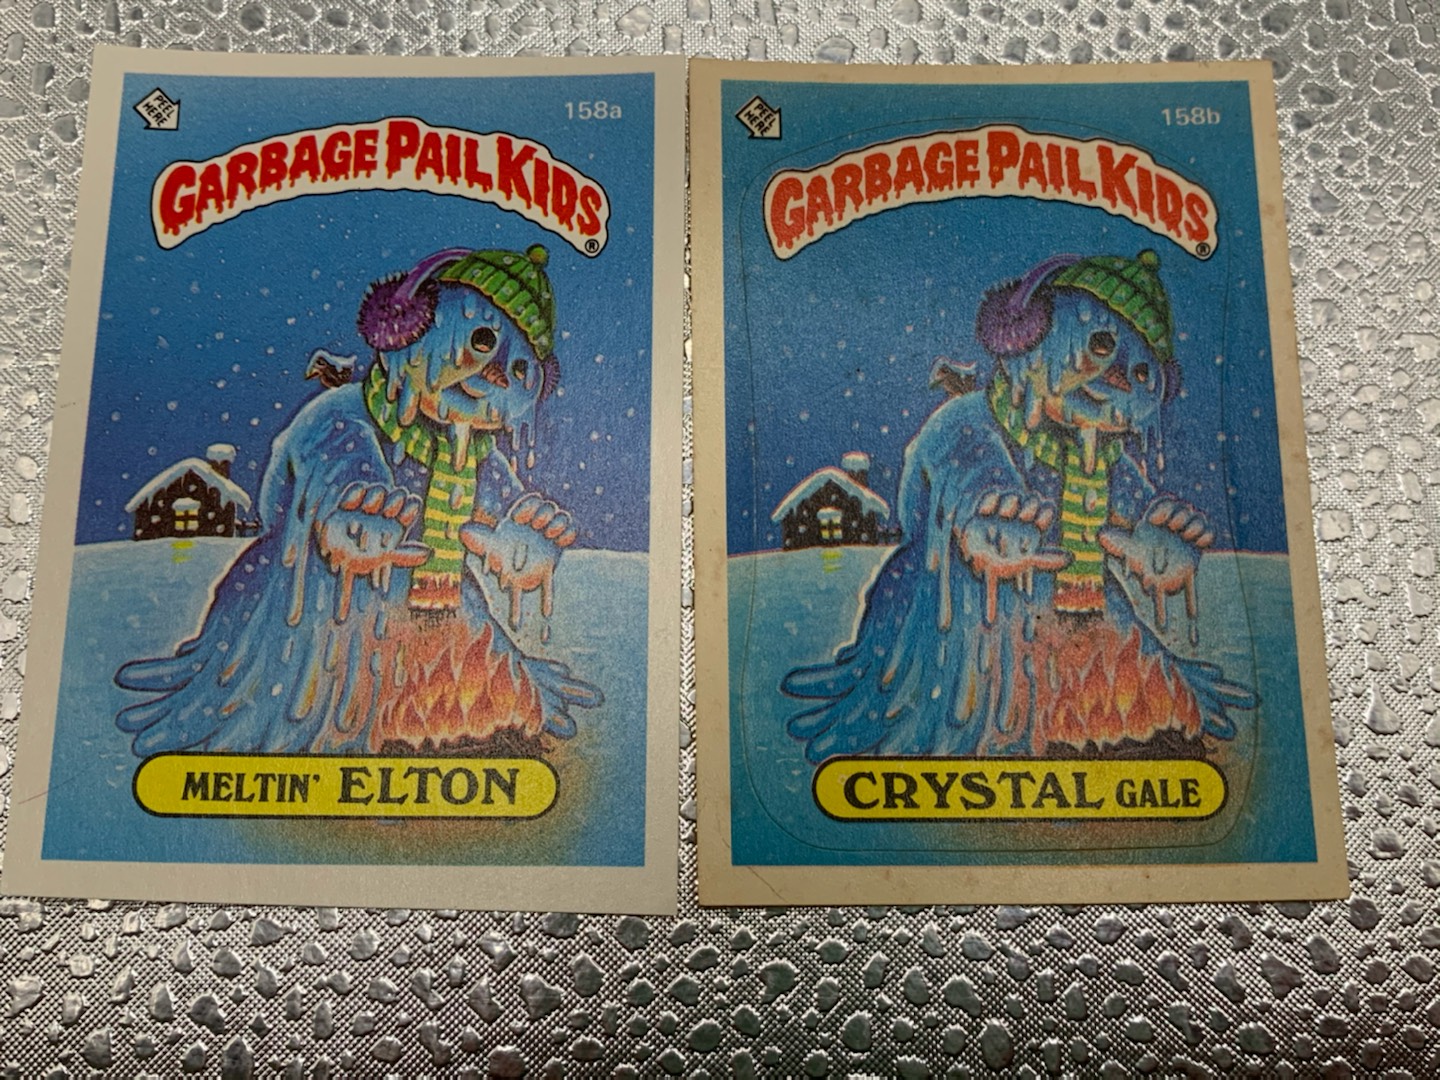 PEEL HERE
158a
GARBAGE PAIL KIDS®
MELTIN' ELTON
PEEL HERE
158b
GARBAGE PAIL KIDS®
CRYSTAL GALE